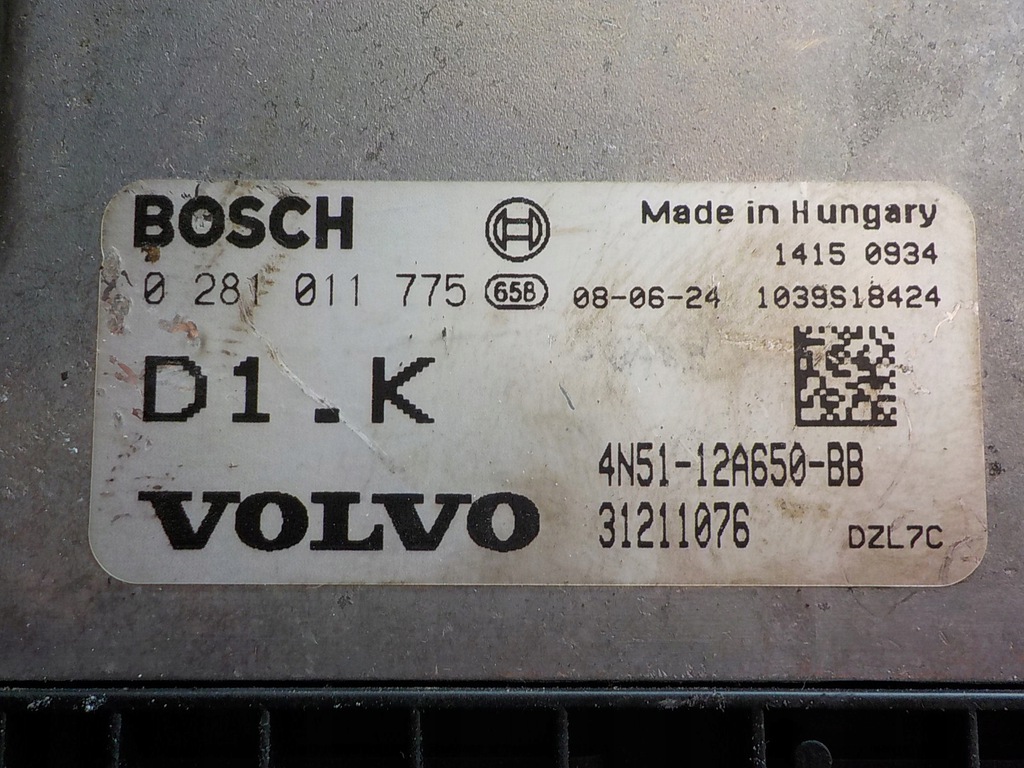 BOSCH
Made in Hungary
1415 0934
0 281 011 775 658 08-06-24 1039S18424
D1.K
4N51-12A650-BB
VOLVO
31211076
DZL7C